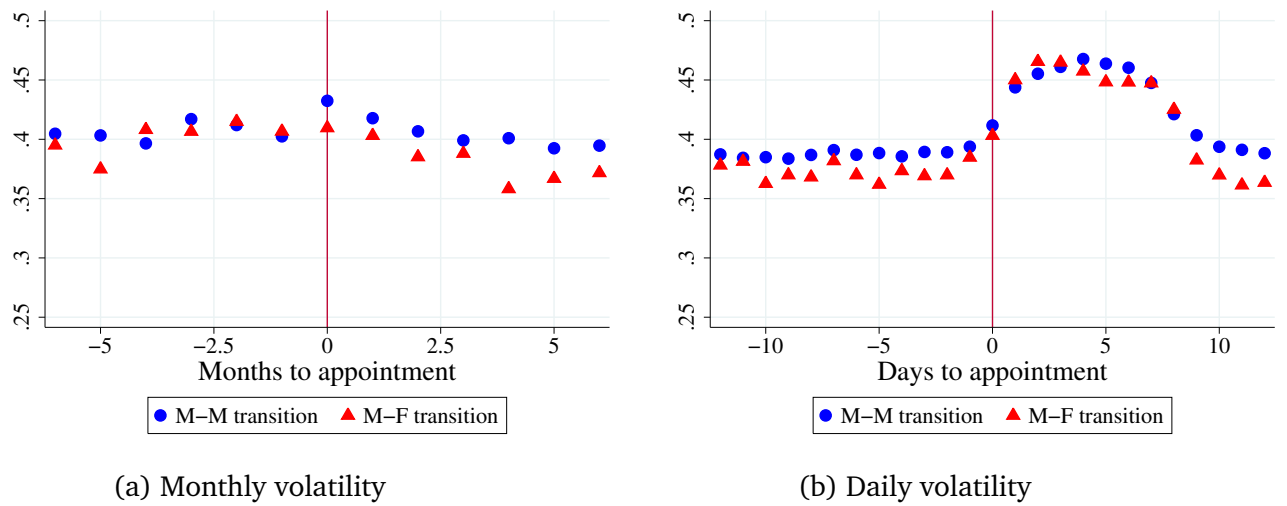 .5
.45
.4
.35
.3
.25
−5 −2.5 0 2.5 5
Months to appointment
M−M transition M−F transition
(a) Monthly volatility
.5
.45
.4
.35
.3
.25
−10 −5 0 5 10
Days to appointment
M−M transition M−F transition
(b) Daily volatility